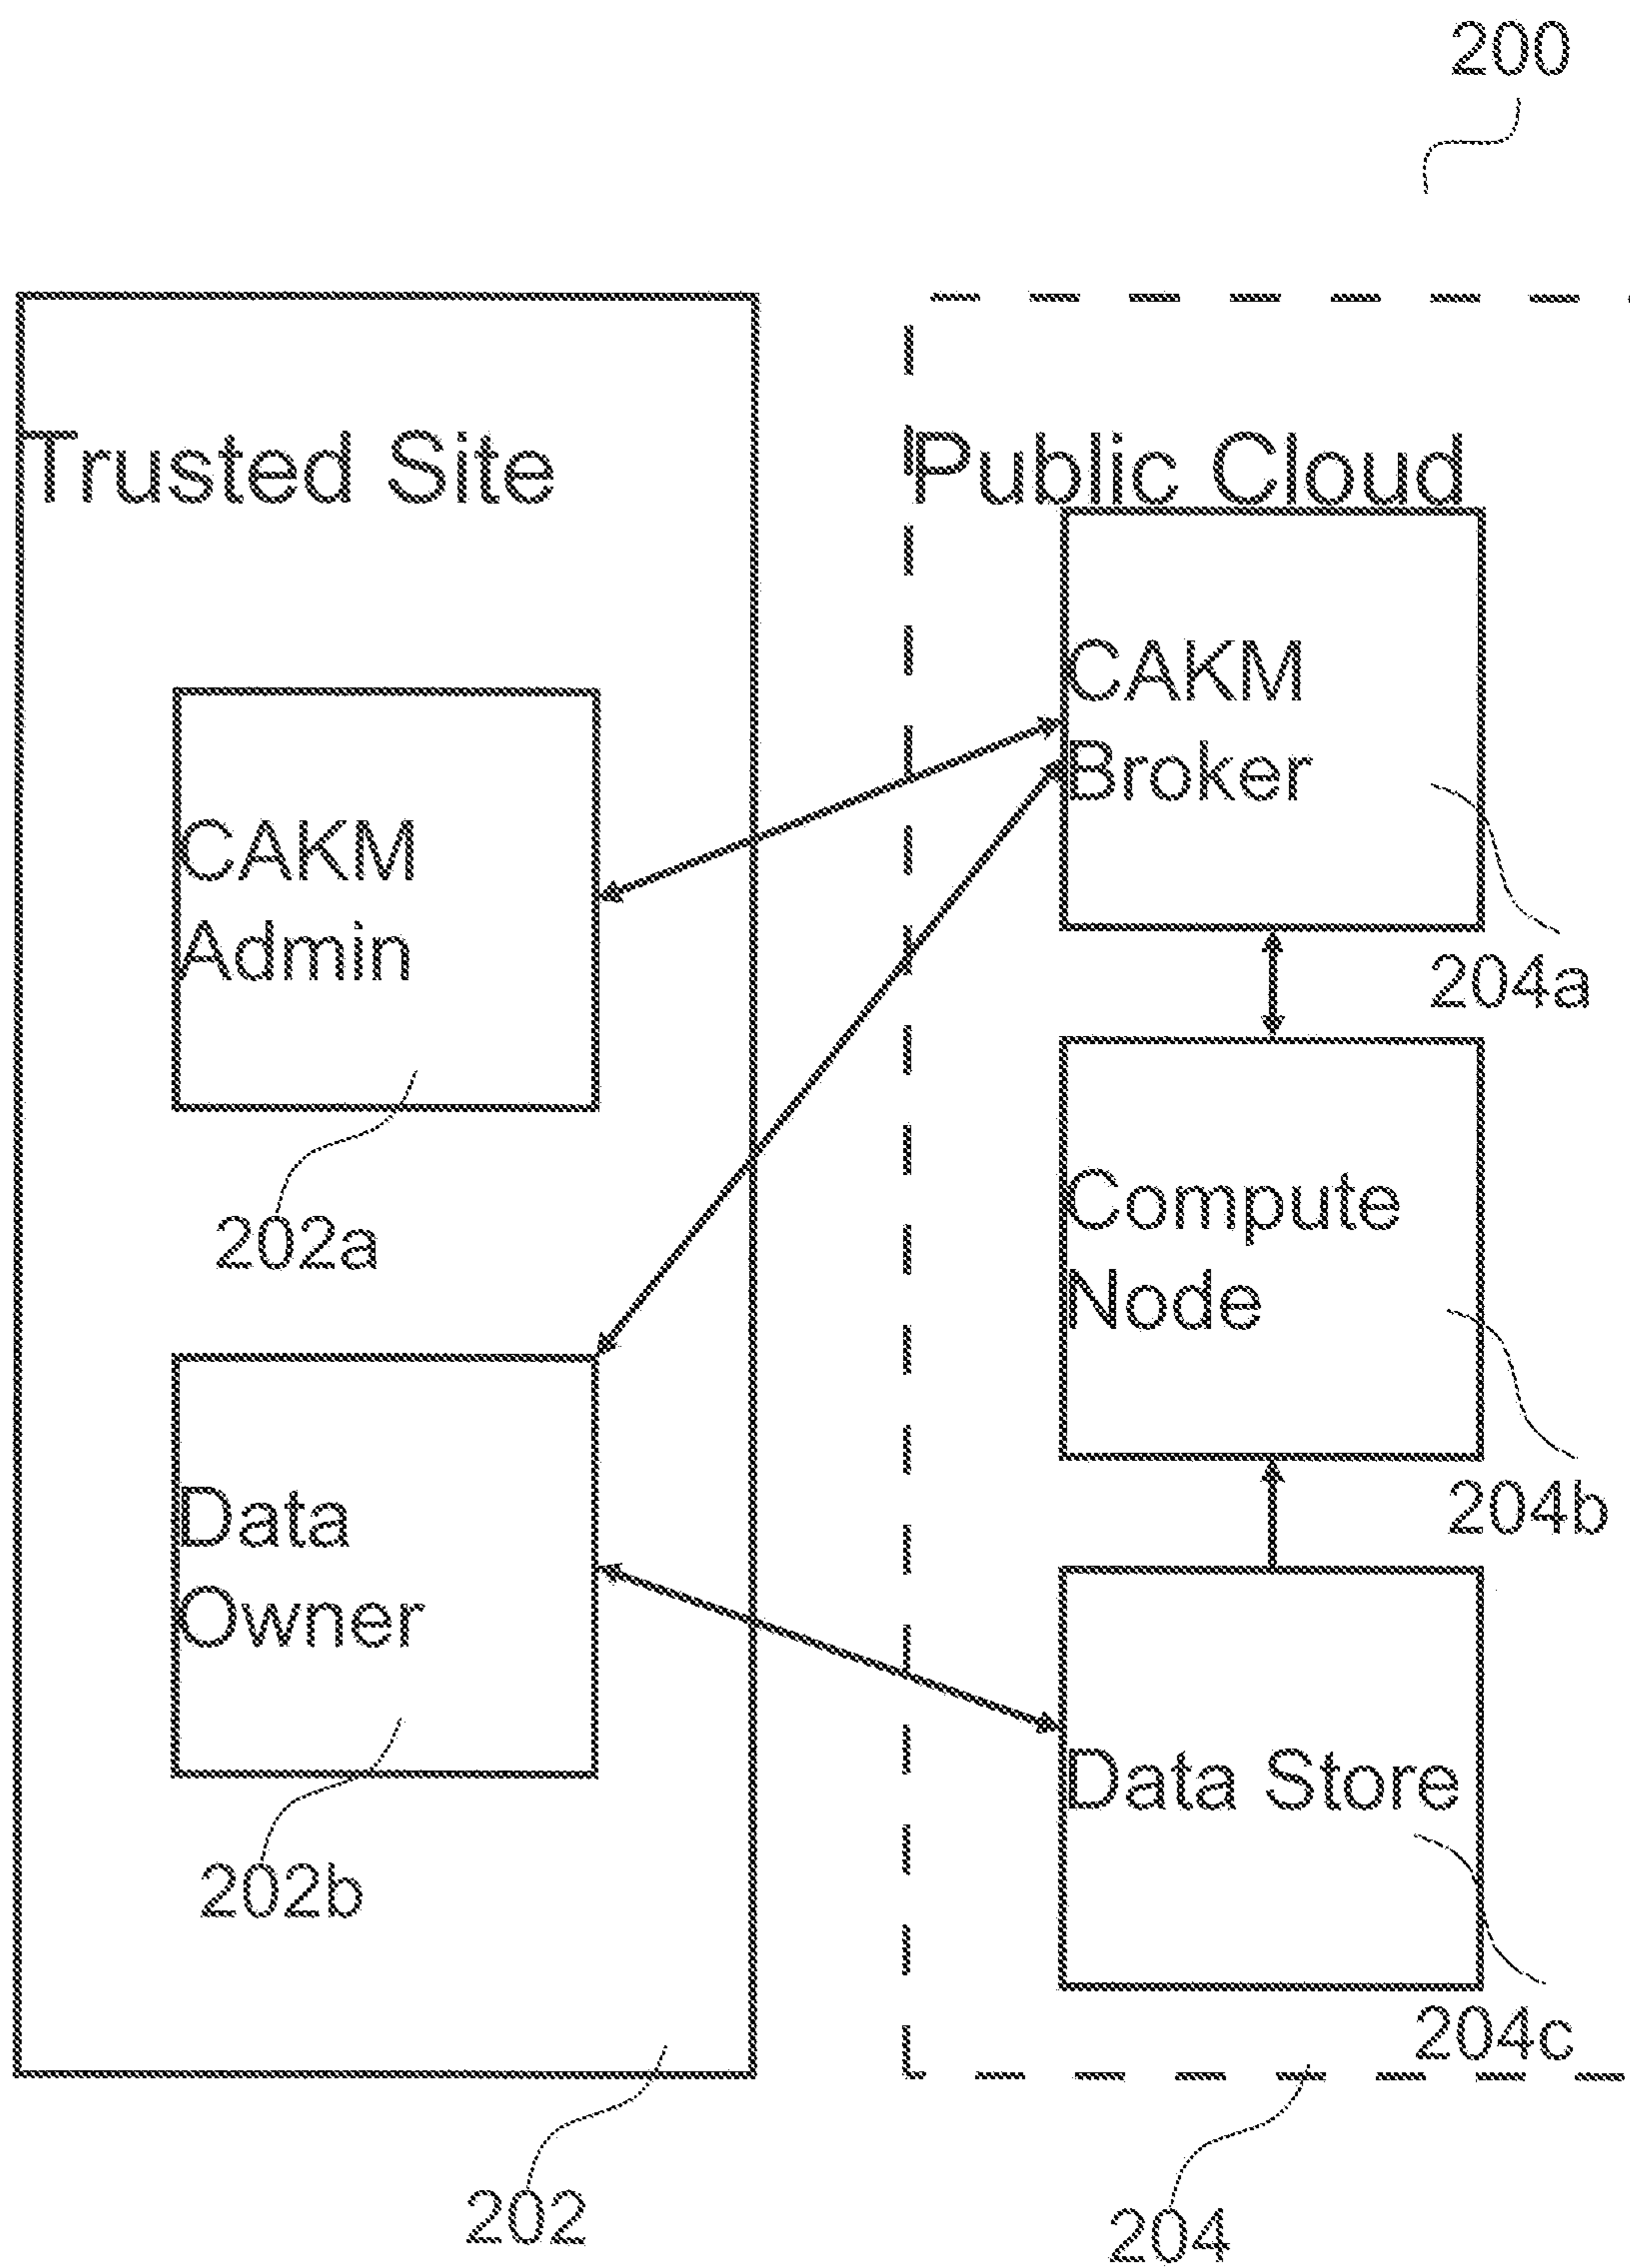 200
Trusted Site
Public Cloud
CAKM
Broker
204a
CAKM
Admin
202a
Compute
Node
204b
Data
Owner
202b
Data Store
204c
202
204